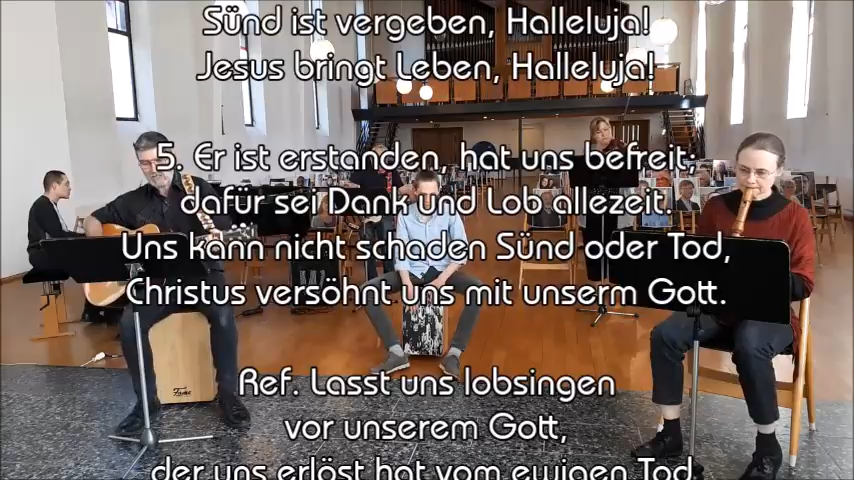 Sünd ist vergeben, Halleluja!
Jesus bringt Leben, Halleluja!
5. Er ist erstanden, hat uns befreit;
dafür sei Dank und Lob allezeit.
Uns kann nicht schaden Sünd oder Tod,
Christus versöhnt uns mit unserm Gott.
Ref. Lasst uns lobsingen
vor unserem Gott,
der uns erlöst hat vom ewigen Tod.